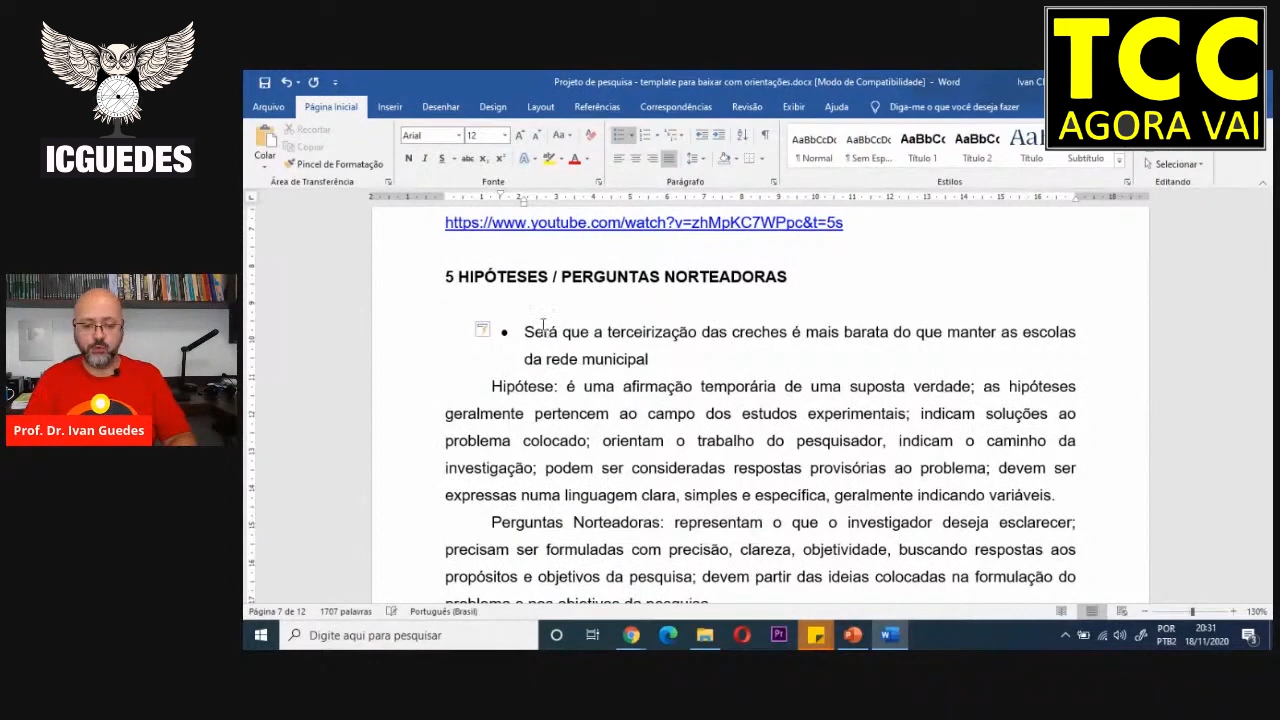 TCC
AGORA VAI
ICGUEDES
Projeto de pesquisa - template para baixar com orientações.docx [Modo de Compatibilidade] - Word
Ivan C
Arquivo Página Inicial Inserir Desenhar Design Layout Referências Correspondências Revisão Exibir Ajuda Diga-me o que você deseja fazer
Colar
Recortar
Copiar
Pincel de Formatação
Área de Transferência
Arial 12
N I S abc x₂ x²
Fonte
Parágrafo
AaBbCcDc AaBbCcDc AaBbCc AaBbCc
¶ Normal ¶ Sem Esp... Título 1 Título 2 Título Subtítulo
Estilos
Selecionar
Editando
https://www.youtube.com/watch?v=zhMpKC7WPpc&t=5s
5 HIPÓTESES / PERGUNTAS NORTEADORAS
• Será que a terceirização das creches é mais barata do que manter as escolas
da rede municipal
Hipótese: é uma afirmação temporária de uma suposta verdade; as hipóteses
geralmente pertencem ao campo dos estudos experimentais; indicam soluções ao
problema colocado; orientam o trabalho do pesquisador, indicam o caminho da
investigação; podem ser consideradas respostas provisórias ao problema; devem ser
expressas numa linguagem clara, simples e específica, geralmente indicando variáveis.
Perguntas Norteadoras: representam o que o investigador deseja esclarecer;
precisam ser formuladas com precisão, clareza, objetividade, buscando respostas aos
propósitos e objetivos da pesquisa; devem partir das ideias colocadas na formulação do
problema e nos objetivos da pesquisa
Prof. Dr. Ivan Guedes
Página 7 de 12 1707 palavras Português (Brasil) 130%
Digite aqui para pesquisar
POR
PTB2
20:31
18/11/2020